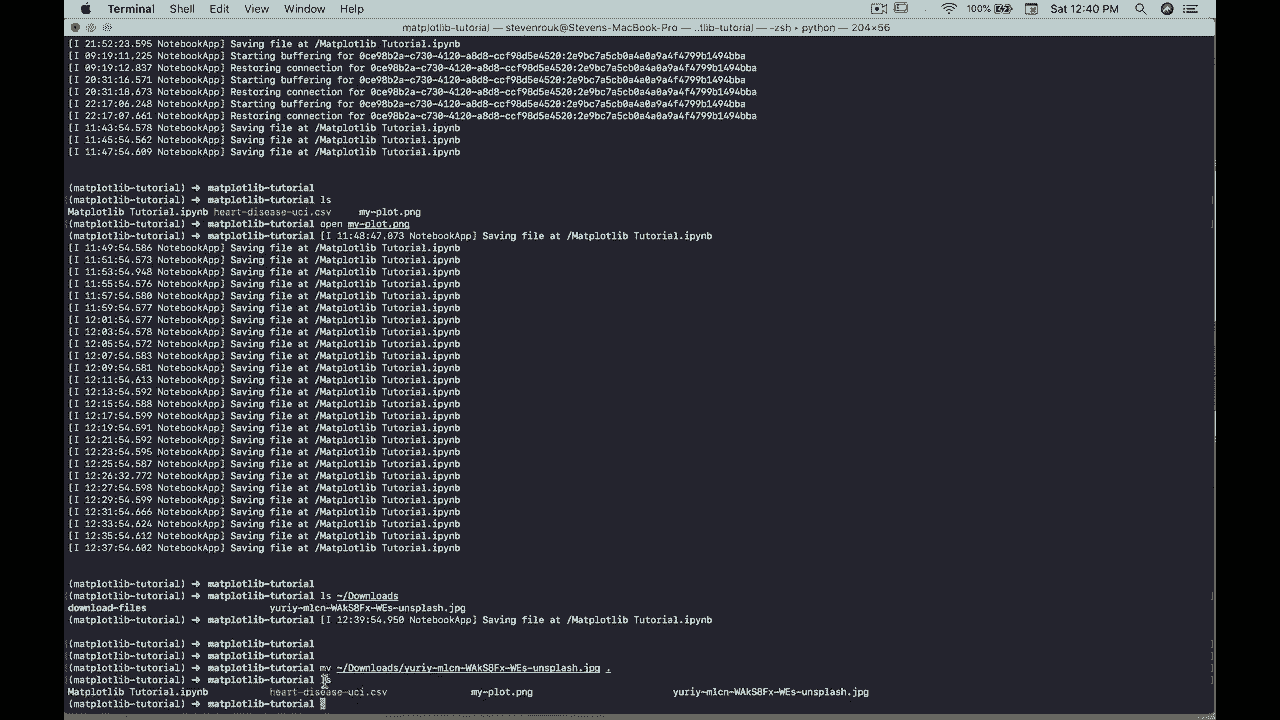 Terminal Shell Edit View Window Help 100% Sat 12:40 PM
matplotlib-tutorial — stevenrouk@Stevens-MacBook-Pro — ..tlib-tutorial — -zsh ▸ python — 204×56
[I 21:52:23.595 NotebookApp] Saving file at /Matplotlib Tutorial.ipynb
[I 09:19:11.225 NotebookApp] Starting buffering for 0ce98b2a-c730-4120-a8d8-ccf98d5e4520:2e9bc7a5cb0a4a0a9a4f4799b1494bba
[I 09:19:12.837 NotebookApp] Restoring connection for 0ce98b2a-c730-4120-a8d8-ccf98d5e4520:2e9bc7a5cb0a4a0a9a4f4799b1494bba
[I 20:31:16.571 NotebookApp] Starting buffering for 0ce98b2a-c730-4120-a8d8-ccf98d5e4520:2e9bc7a5cb0a4a0a9a4f4799b1494bba
[I 20:31:18.673 NotebookApp] Restoring connection for 0ce98b2a-c730-4120-a8d8-ccf98d5e4520:2e9bc7a5cb0a4a0a9a4f4799b1494bba
[I 22:17:06.248 NotebookApp] Starting buffering for 0ce98b2a-c730-4120-a8d8-ccf98d5e4520:2e9bc7a5cb0a4a0a9a4f4799b1494bba
[I 22:17:07.661 NotebookApp] Restoring connection for 0ce98b2a-c730-4120-a8d8-ccf98d5e4520:2e9bc7a5cb0a4a0a9a4f4799b1494bba
[I 11:43:54.578 NotebookApp] Saving file at /Matplotlib Tutorial.ipynb
[I 11:45:54.562 NotebookApp] Saving file at /Matplotlib Tutorial.ipynb
[I 11:47:54.609 NotebookApp] Saving file at /Matplotlib Tutorial.ipynb
(matplotlib-tutorial) → matplotlib-tutorial
(matplotlib-tutorial) → matplotlib-tutorial ls
Matplotlib Tutorial.ipynb heart-disease-uci.csv my-plot.png
(matplotlib-tutorial) → matplotlib-tutorial open my-plot.png
(matplotlib-tutorial) → matplotlib-tutorial [I 11:48:47.073 NotebookApp] Saving file at /Matplotlib Tutorial.ipynb
[I 11:49:54.586 NotebookApp] Saving file at /Matplotlib Tutorial.ipynb
[I 11:51:54.573 NotebookApp] Saving file at /Matplotlib Tutorial.ipynb
[I 11:53:54.948 NotebookApp] Saving file at /Matplotlib Tutorial.ipynb
[I 11:55:54.576 NotebookApp] Saving file at /Matplotlib Tutorial.ipynb
[I 11:57:54.580 NotebookApp] Saving file at /Matplotlib Tutorial.ipynb
[I 11:59:54.577 NotebookApp] Saving file at /Matplotlib Tutorial.ipynb
[I 12:01:54.577 NotebookApp] Saving file at /Matplotlib Tutorial.ipynb
[I 12:03:54.578 NotebookApp] Saving file at /Matplotlib Tutorial.ipynb
[I 12:05:54.572 NotebookApp] Saving file at /Matplotlib Tutorial.ipynb
[I 12:07:54.583 NotebookApp] Saving file at /Matplotlib Tutorial.ipynb
[I 12:09:54.581 NotebookApp] Saving file at /Matplotlib Tutorial.ipynb
[I 12:11:54.613 NotebookApp] Saving file at /Matplotlib Tutorial.ipynb
[I 12:13:54.592 NotebookApp] Saving file at /Matplotlib Tutorial.ipynb
[I 12:15:54.588 NotebookApp] Saving file at /Matplotlib Tutorial.ipynb
[I 12:17:54.599 NotebookApp] Saving file at /Matplotlib Tutorial.ipynb
[I 12:19:54.591 NotebookApp] Saving file at /Matplotlib Tutorial.ipynb
[I 12:21:54.592 NotebookApp] Saving file at /Matplotlib Tutorial.ipynb
[I 12:23:54.595 NotebookApp] Saving file at /Matplotlib Tutorial.ipynb
[I 12:25:54.587 NotebookApp] Saving file at /Matplotlib Tutorial.ipynb
[I 12:26:32.772 NotebookApp] Saving file at /Matplotlib Tutorial.ipynb
[I 12:27:54.598 NotebookApp] Saving file at /Matplotlib Tutorial.ipynb
[I 12:29:54.599 NotebookApp] Saving file at /Matplotlib Tutorial.ipynb
[I 12:31:54.666 NotebookApp] Saving file at /Matplotlib Tutorial.ipynb
[I 12:33:54.624 NotebookApp] Saving file at /Matplotlib Tutorial.ipynb
[I 12:35:54.612 NotebookApp] Saving file at /Matplotlib Tutorial.ipynb
[I 12:37:54.602 NotebookApp] Saving file at /Matplotlib Tutorial.ipynb
(matplotlib-tutorial) → matplotlib-tutorial
(matplotlib-tutorial) → matplotlib-tutorial ls ~/Downloads
download-files yuriy-mlcn-WAkS8Fx-WEs-unsplash.jpg
(matplotlib-tutorial) → matplotlib-tutorial [I 12:39:54.950 NotebookApp] Saving file at /Matplotlib Tutorial.ipynb
(matplotlib-tutorial) → matplotlib-tutorial
(matplotlib-tutorial) → matplotlib-tutorial
(matplotlib-tutorial) → matplotlib-tutorial mv ~/Downloads/yuriy-mlcn-WAkS8Fx-WEs-unsplash.jpg .
(matplotlib-tutorial) → matplotlib-tutorial ls
Matplotlib Tutorial.ipynb heart-disease-uci.csv my-plot.png yuriy-mlcn-WAkS8Fx-WEs-unsplash.jpg
(matplotlib-tutorial) → matplotlib-tutorial